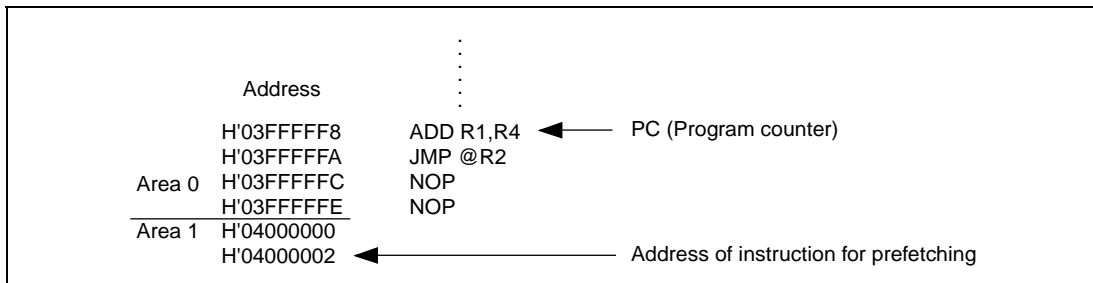 Address
H'03FFFFF8 ADD R1,R4 PC (Program counter)
H'03FFFFFA JMP @R2
Area 0 H'03FFFFFC NOP
H'03FFFFFE NOP
Area 1 H'04000000
H'04000002 Address of instruction for prefetching